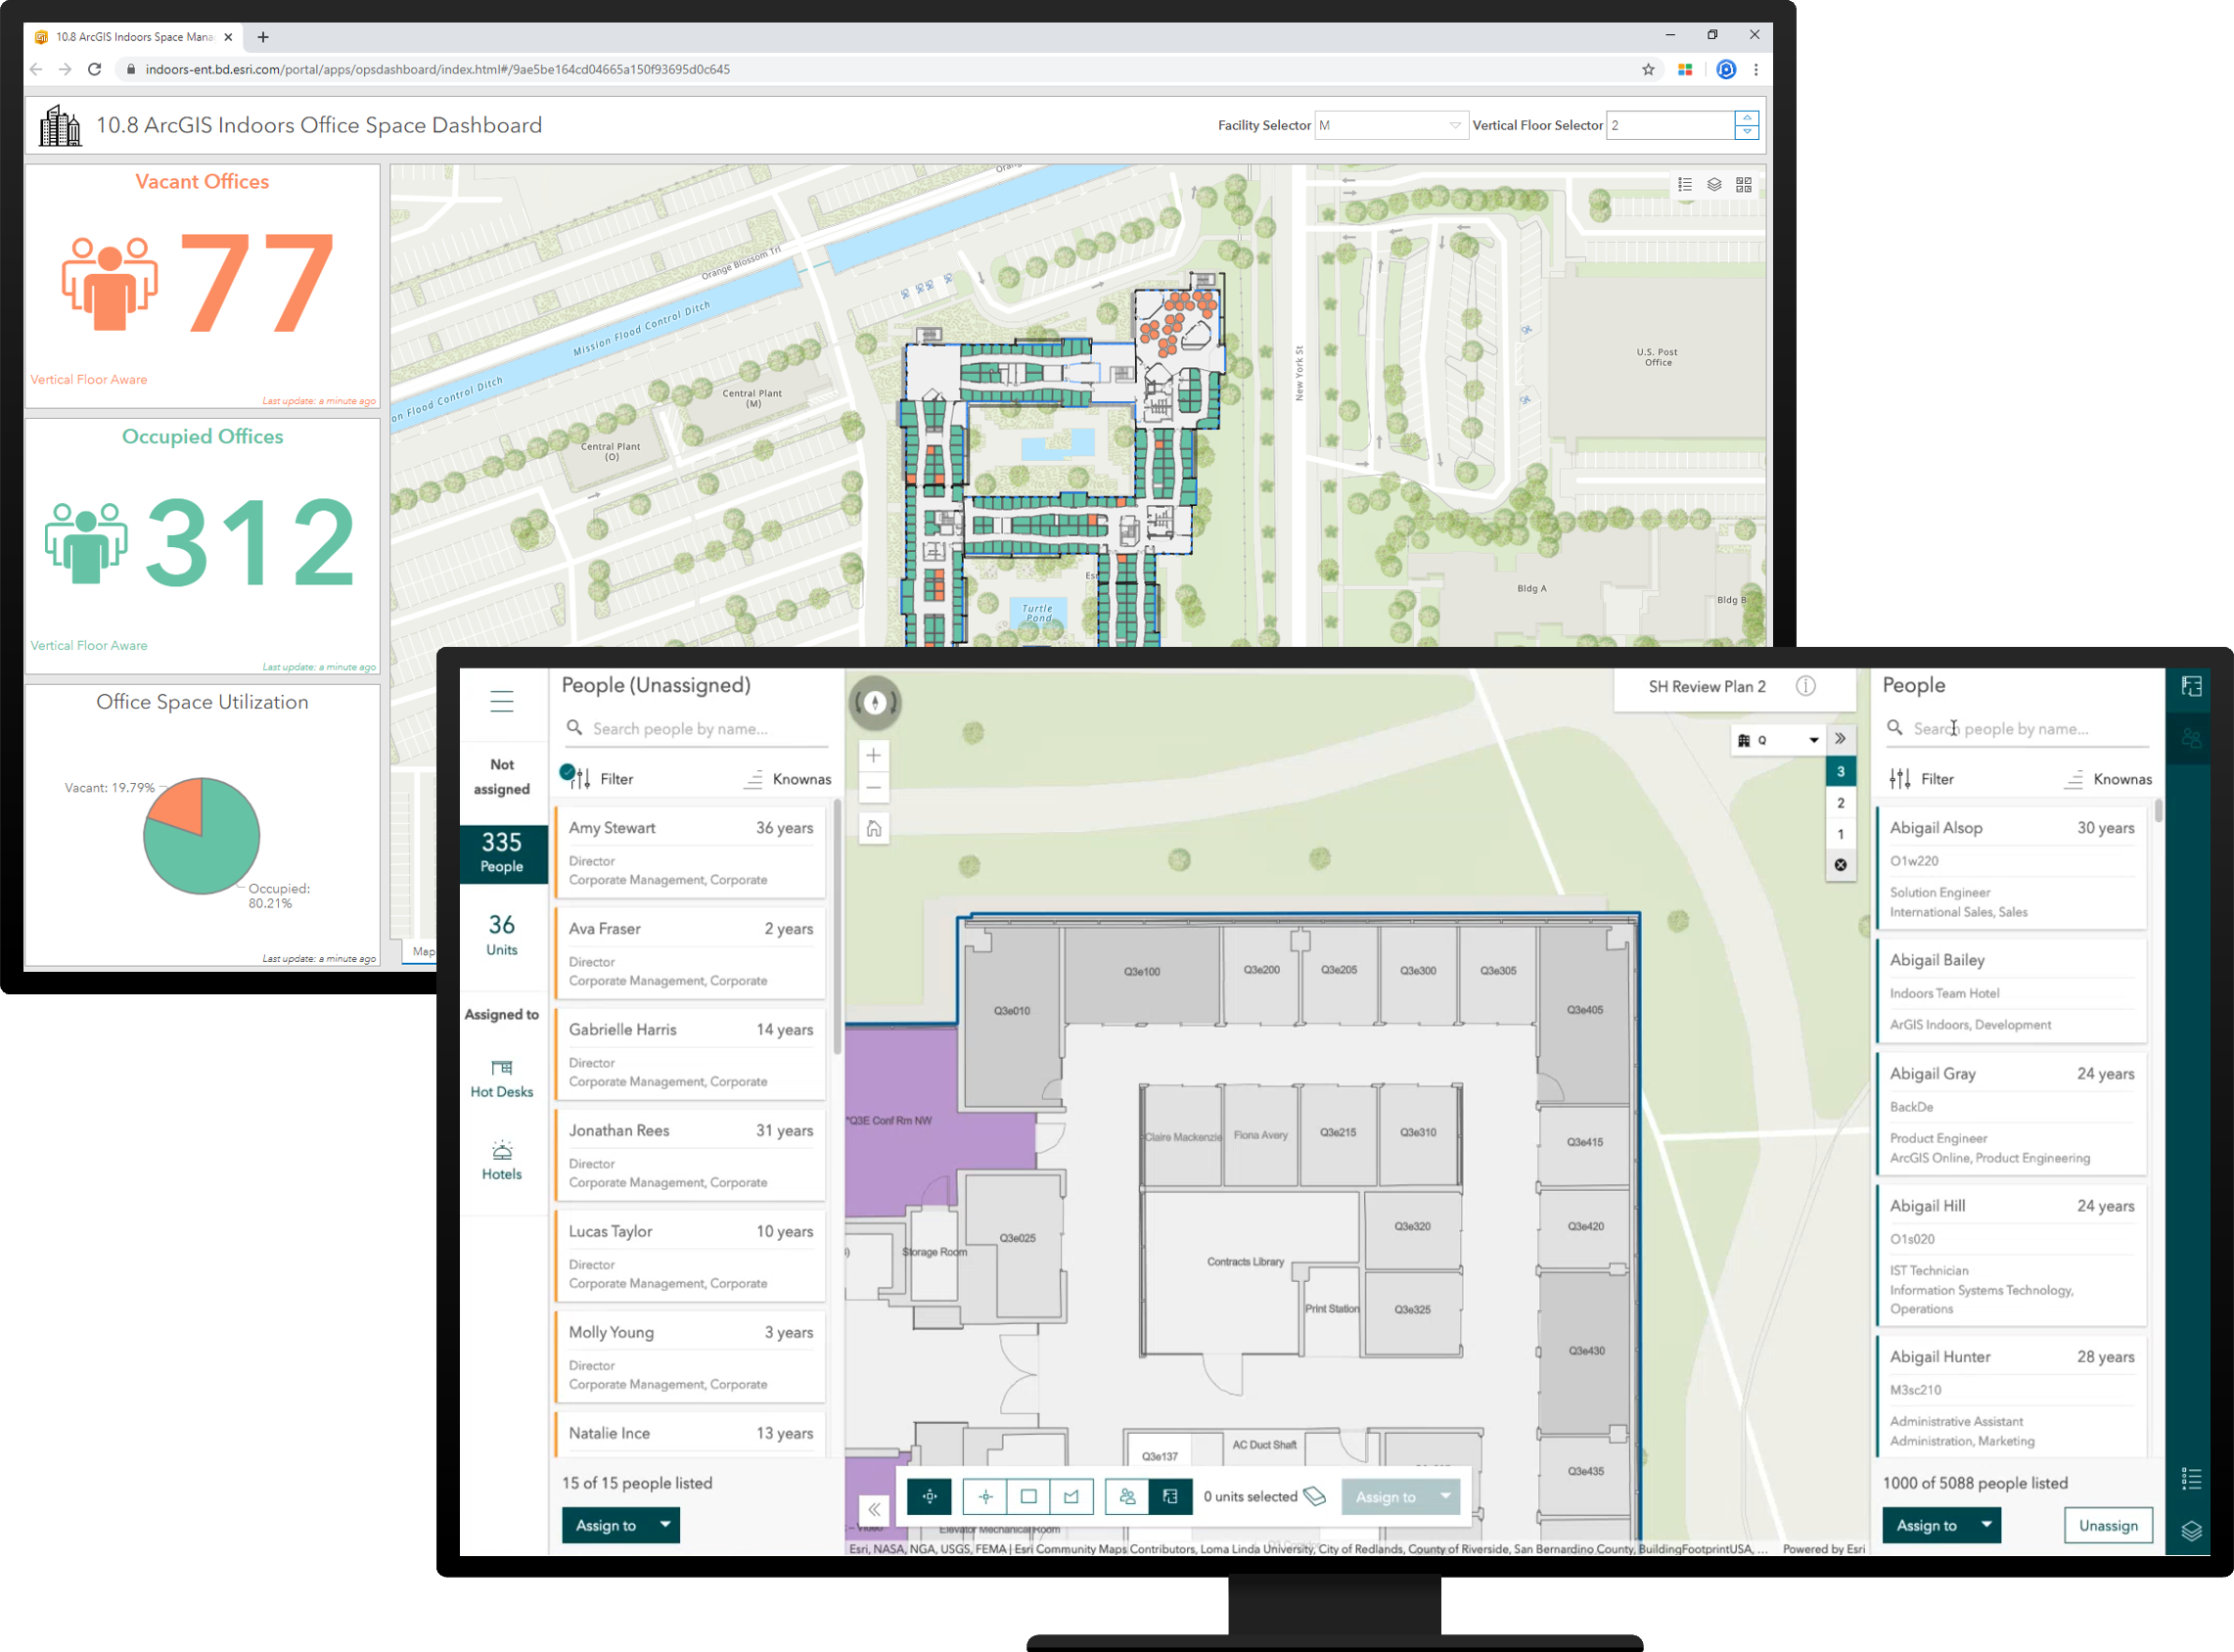 10.8 ArcGIS Indoors Space Mana
indoors-ent.bd.esri.com/portal/apps/opsdashboard/index.html#/9ae5be164cd04665a150f93695d0c645
10.8 ArcGIS Indoors Office Space Dashboard
Facility Selector M Vertical Floor Selector 2
Vacant Offices
77
Vertical Floor Aware
Last update: a minute ago
Occupied Offices
312
Vertical Floor Aware
Last update: a minute ago
Office Space Utilization
Vacant: 19.79%
Occupied:
80.21%
Last update: a minute ago
Orange Blossom Trl
Mission Flood Control Ditch
on Flood Control Ditch
Central Plant
(M)
Central Plant
(O)
New York St
U.S. Post
Office
Turtle
Pond
Bldg A
Bldg B
Map
Not
assigned
335
People
36
Units
Assigned to
Hot Desks
Hotels
People (Unassigned)
Search people by name...
Filter Knownas
Amy Stewart 36 years
Director
Corporate Management, Corporate
Ava Fraser 2 years
Director
Corporate Management, Corporate
Gabrielle Harris 14 years
Director
Corporate Management, Corporate
Jonathan Rees 31 years
Director
Corporate Management, Corporate
Lucas Taylor 10 years
Director
Corporate Management, Corporate
Molly Young 3 years
Director
Corporate Management, Corporate
Natalie Ince 13 years
15 of 15 people listed
Assign to
SH Review Plan 2
Q
3
2
1
Q3e010
Q3e100
Q3e200
Q3e205
Q3e300
Q3e305
Q3e405
*Q3E Conf Rm NW
Claire Mackenzie
Fiona Avery
Q3e215
Q3e310
Q3e415
Q3e025
Storage Room
Contracts Library
Q3e320
Q3e420
Print Station
Q3e325
Q3e430
Q3e137
AC Duct Shaft
Q3e435
0 units selected
Assign to
Elevator Mechanical Room
Esri, NASA, NGA, USGS, FEMA | Esri Community Maps Contributors, Loma Linda University, City of Redlands, County of Riverside, San Bernardino County, BuildingFootprintUSA, ... Powered by Esri
People
Search people by name...
Filter Knownas
Abigail Alsop 30 years
O1w220
Solution Engineer
International Sales, Sales
Abigail Bailey
Indoors Team Hotel
ArGIS Indoors, Development
Abigail Gray 24 years
BackDe
Product Engineer
ArcGIS Online, Product Engineering
Abigail Hill 24 years
O1s020
IST Technician
Information Systems Technology,
Operations
Abigail Hunter 28 years
M3sc210
Administrative Assistant
Administration, Marketing
1000 of 5088 people listed
Assign to Unassign